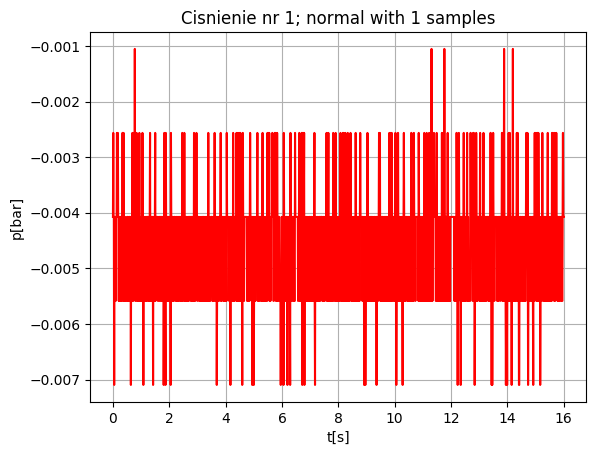 Cisnienie nr 1; normal with 1 samples
−0.001
−0.002
−0.003
−0.004
−0.005
−0.006
−0.007
p[bar]
0 2 4 6 8 10 12 14 16
t[s]